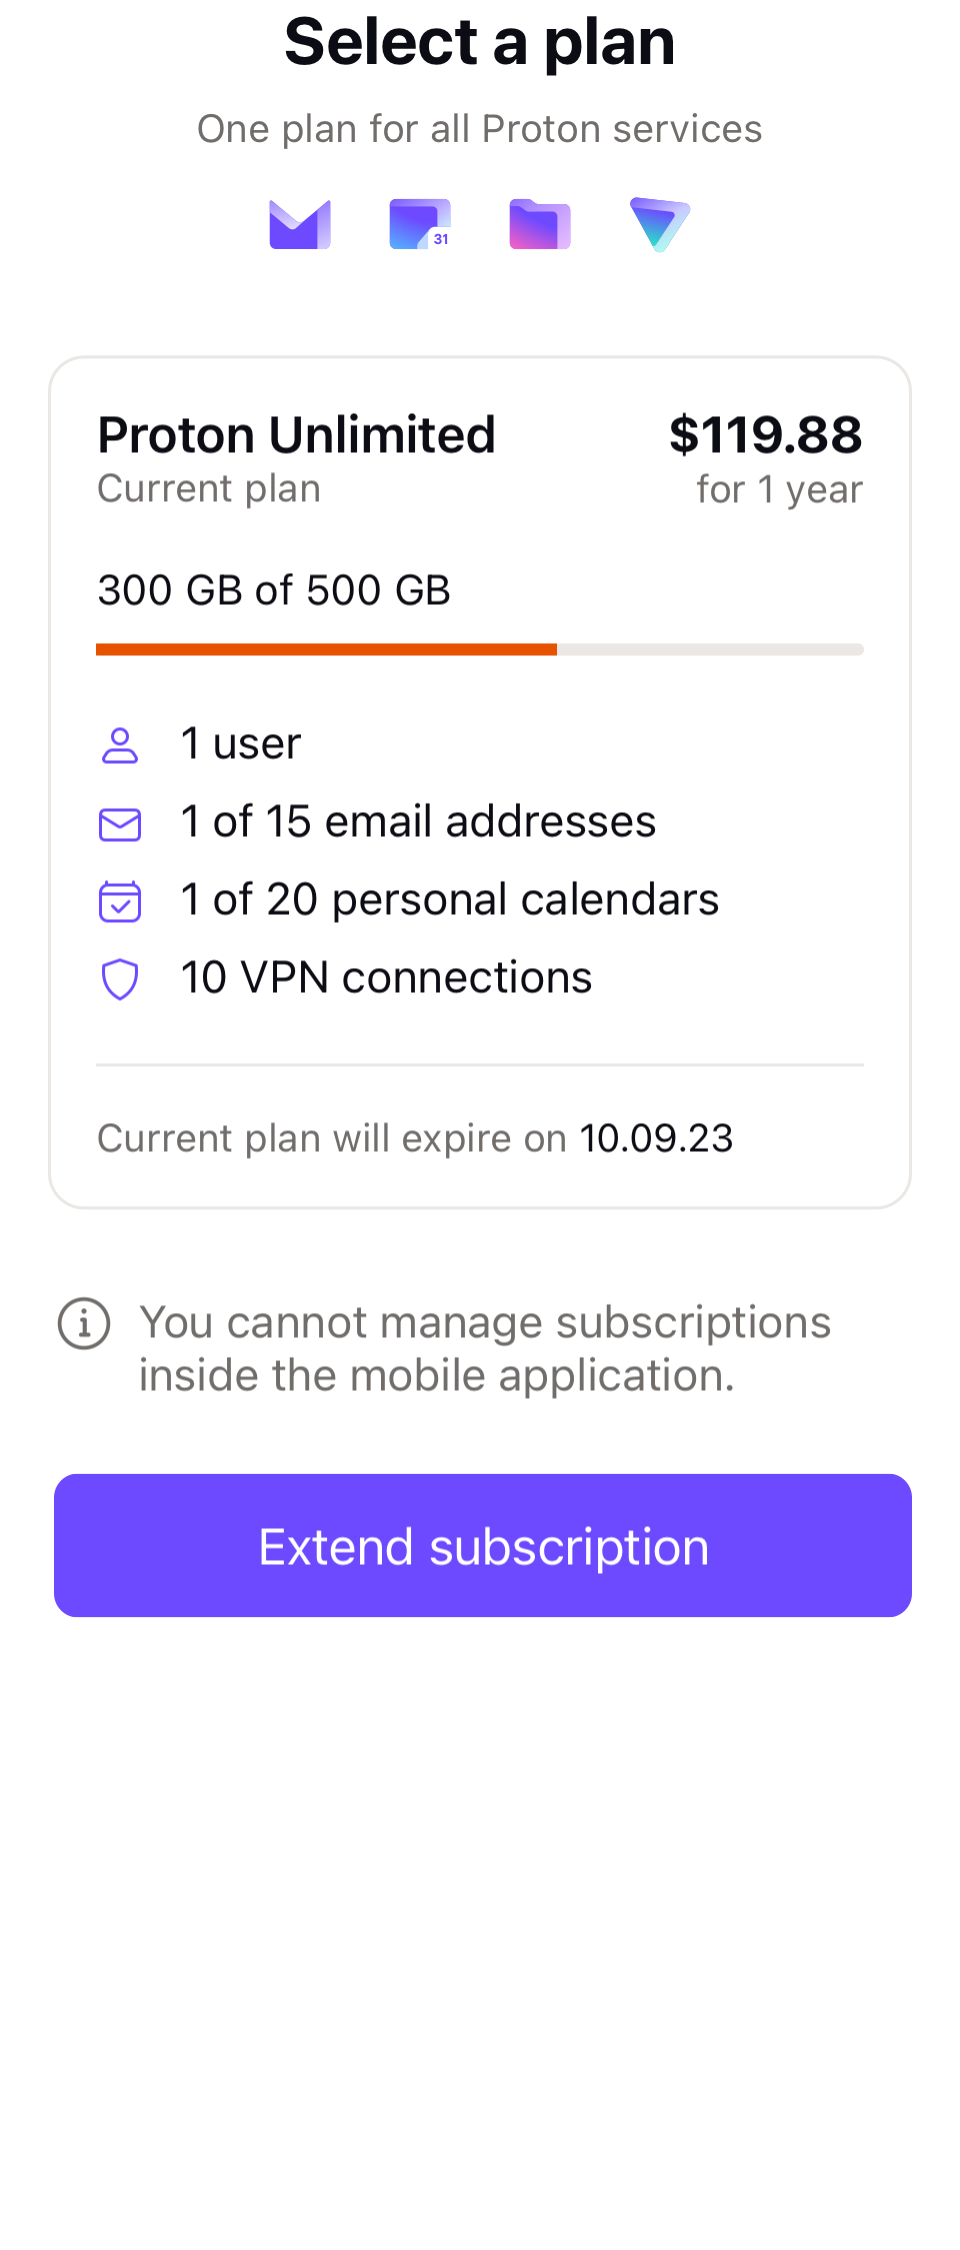 Select a plan
One plan for all Proton services
31
Proton Unlimited
$119.88
Current plan
for 1 year
300 GB of 500 GB
1 user
1 of 15 email addresses
1 of 20 personal calendars
10 VPN connections
Current plan will expire on 10.09.23
You cannot manage subscriptions
inside the mobile application.
Extend subscription